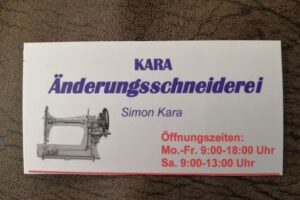 KARA
Änderungsschneiderei
Simon Kara
Öffnungszeiten:
Mo.-Fr. 9:00-18:00 Uhr
Sa. 9:00-13:00 Uhr